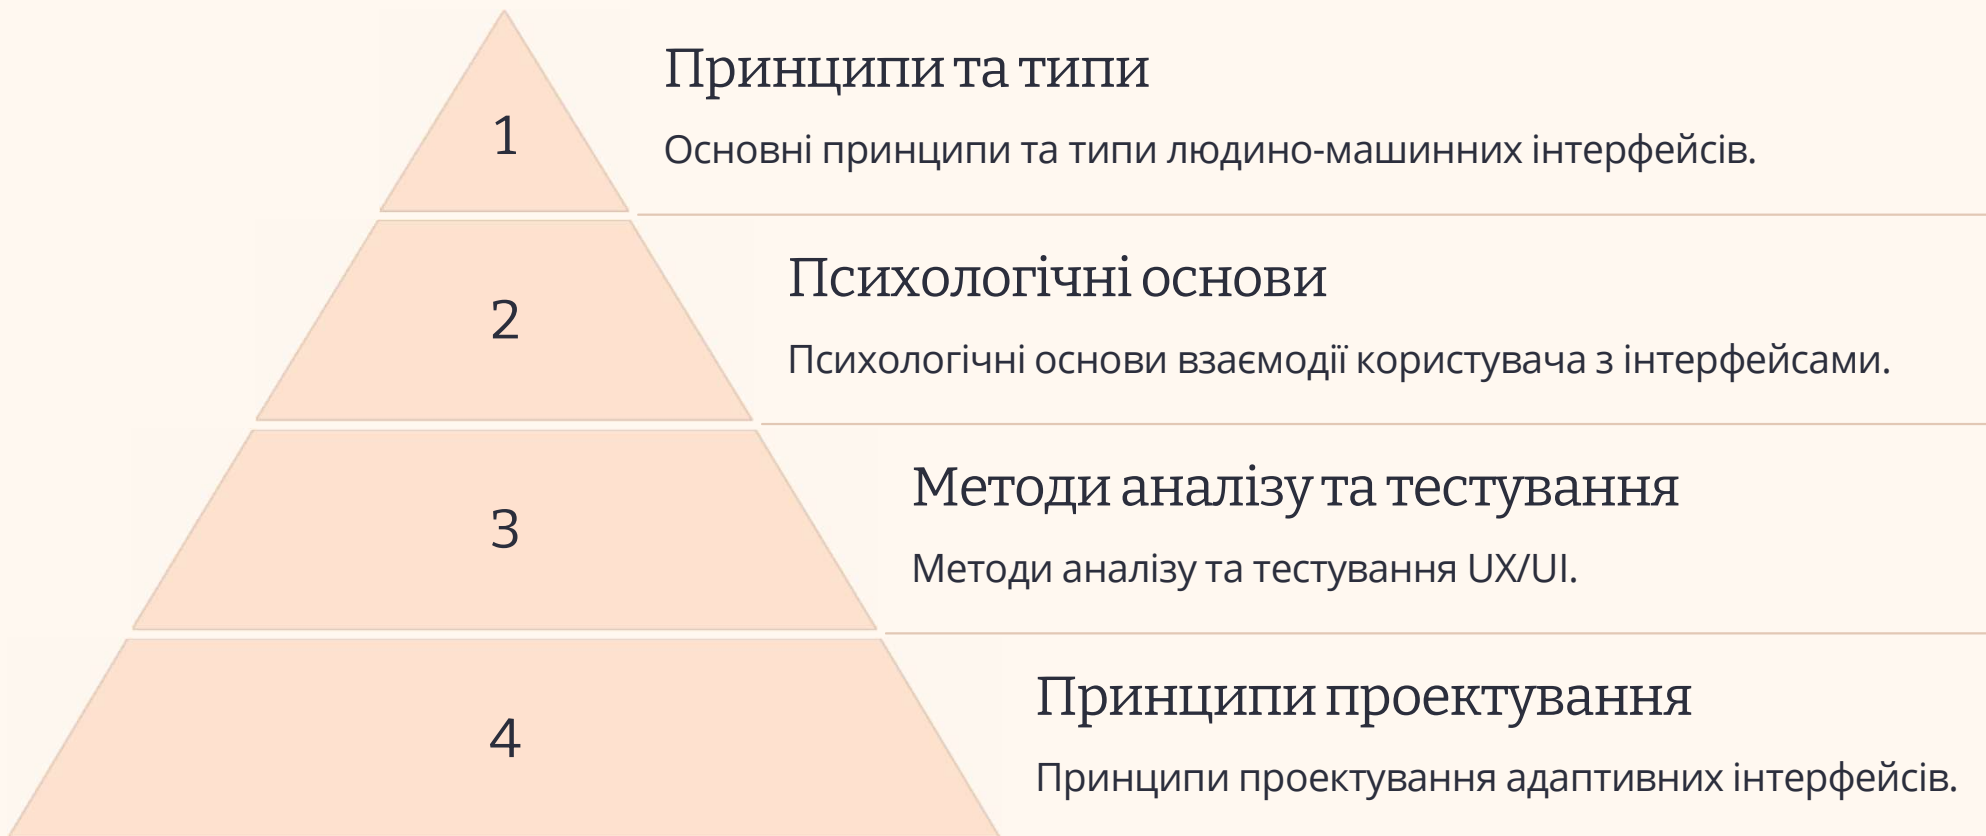 1
Принципи та типи
Основні принципи та типи людино-машинних інтерфейсів.
2
Психологічні основи
Психологічні основи взаємодії користувача з інтерфейсами.
3
Методи аналізу та тестування
Методи аналізу та тестування UX/UI.
4
Принципи проектування
Принципи проектування адаптивних інтерфейсів.